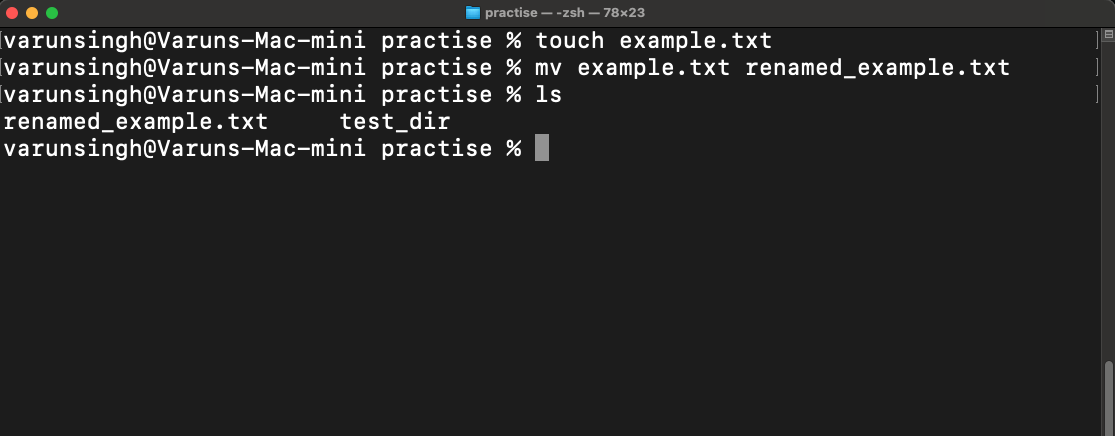 practise — -zsh — 78×23
varunsingh@Varuns-Mac-mini practise % touch example.txt
varunsingh@Varuns-Mac-mini practise % mv example.txt renamed_example.txt
varunsingh@Varuns-Mac-mini practise % ls
renamed_example.txt     test_dir
varunsingh@Varuns-Mac-mini practise %